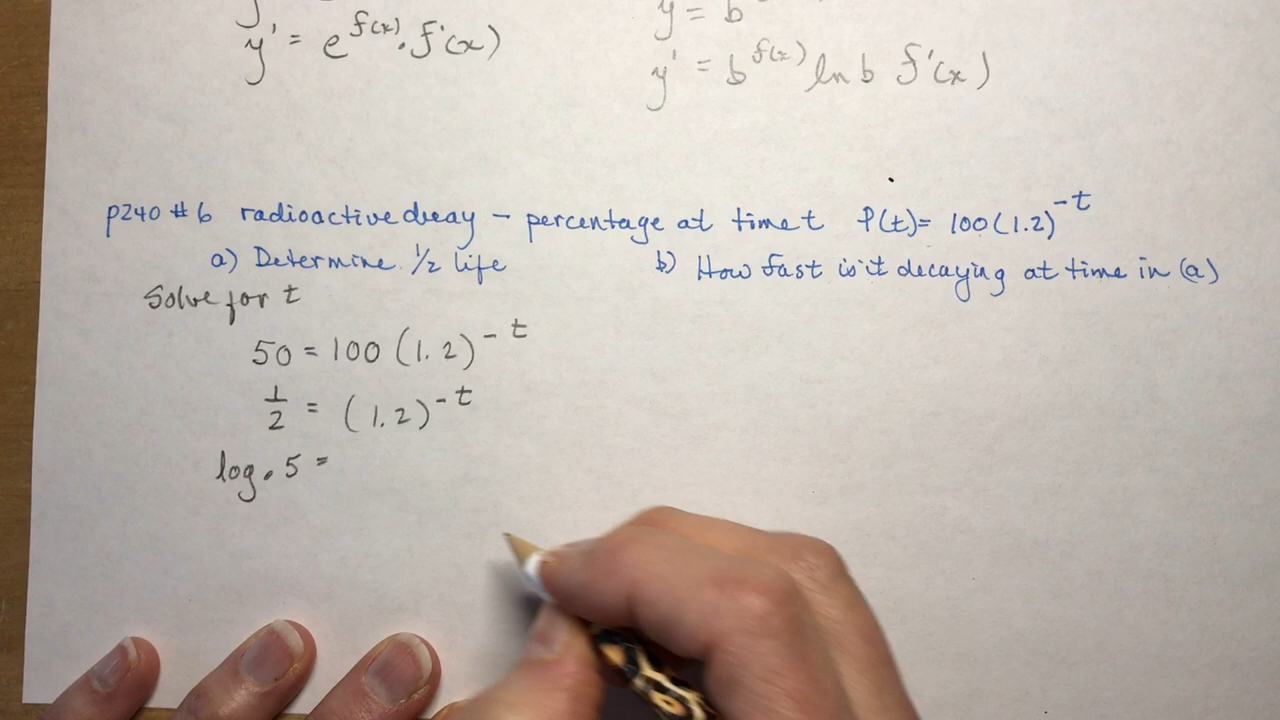 y' = e^f(x) · f'(x)
y = b
y' = b^f(x) ln b f'(x)
p240 # 6 radioactive decay - percentage at time t P(t) = 100(1.2)^-t
a) Determine 1/2 life
b) How fast is it decaying at time in (a)
Solve for t
50 = 100 (1.2)^-t
1/2 = (1.2)^-t
log .5 =